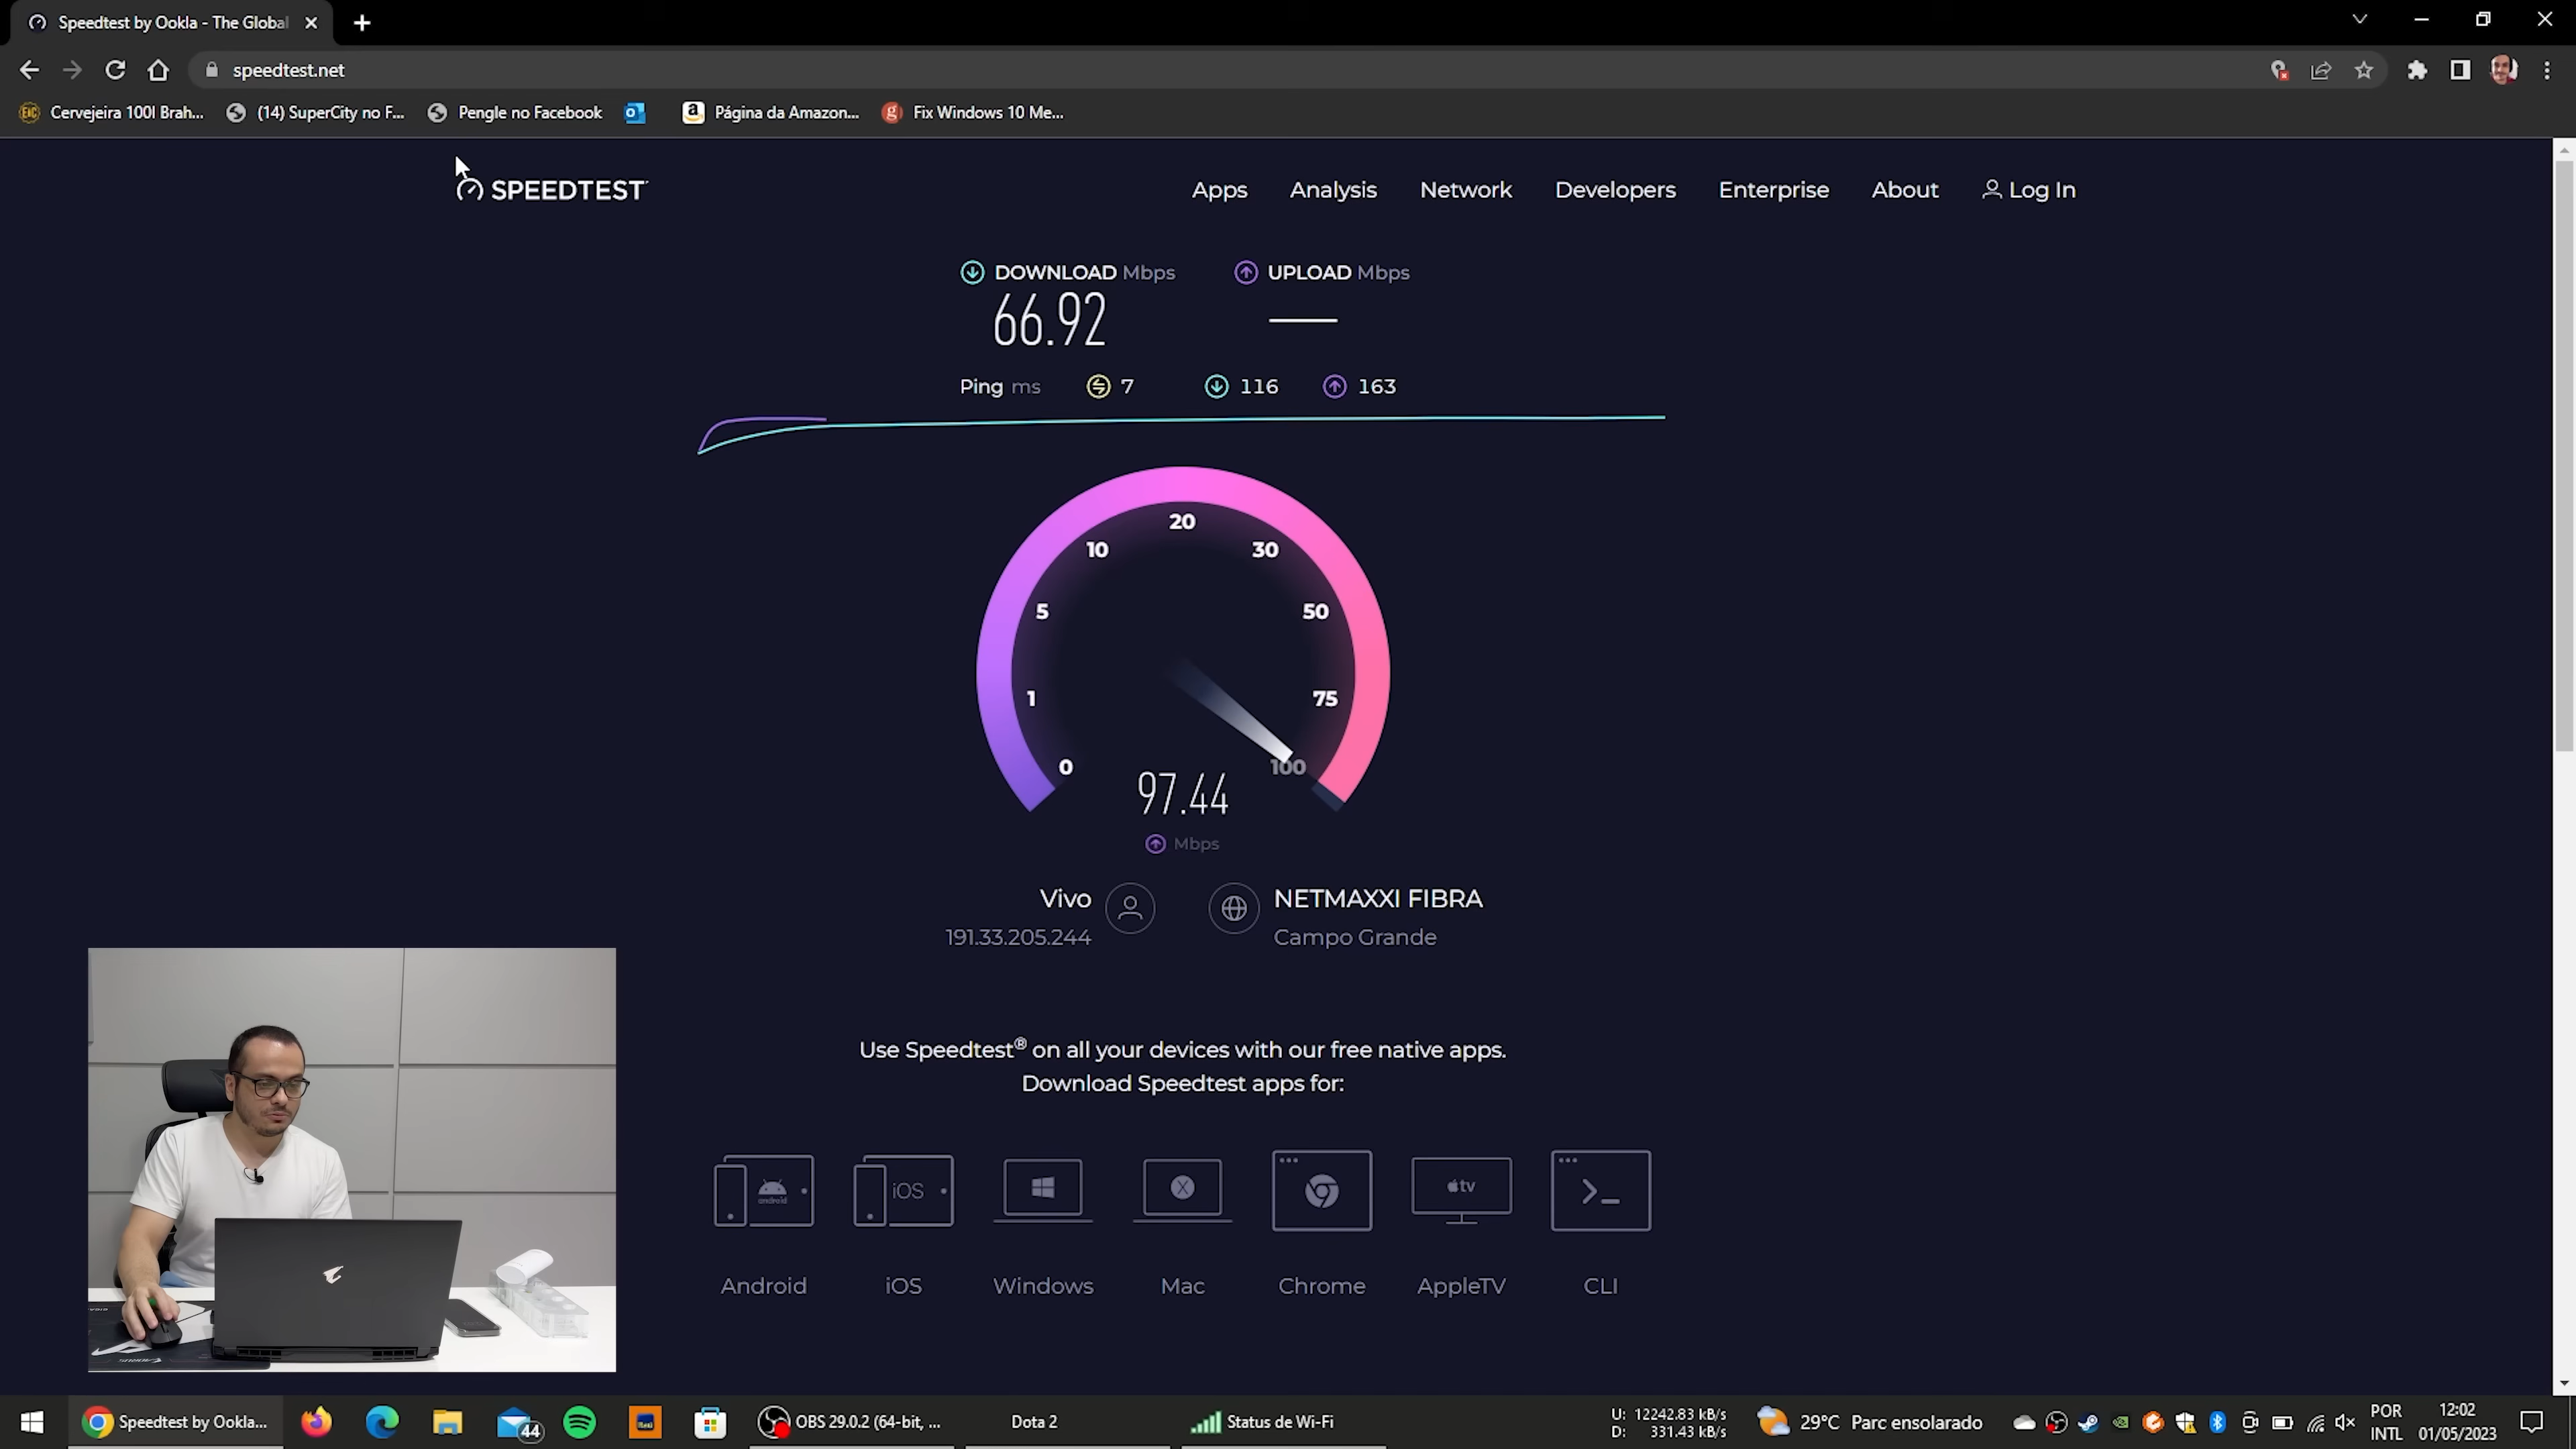 Speedtest by Ookla - The Global
speedtest.net
Cervejeira 100l Brah... (14) SuperCity no F... Pengle no Facebook Página da Amazon... Fix Windows 10 Me...
SPEEDTEST Apps Analysis Network Developers Enterprise About Log In
DOWNLOAD Mbps UPLOAD Mbps
66.92
Ping ms 7 116 163
20
10 30
5 50
1 75
0 100
97.44
Mbps
Vivo NETMAXXI FIBRA
191.33.205.244 Campo Grande
Use Speedtest® on all your devices with our free native apps.
Download Speedtest apps for:
android iOS X tv
Android iOS Windows Mac Chrome AppleTV CLI
Speedtest by Ookla... 44 OBS 29.0.2 (64-bit, ... Dota 2 Status de Wi-Fi
U: 12242.83 kB/s
D: 331.43 kB/s
29°C Parc ensolarado
POR
INTL
12:02
01/05/2023